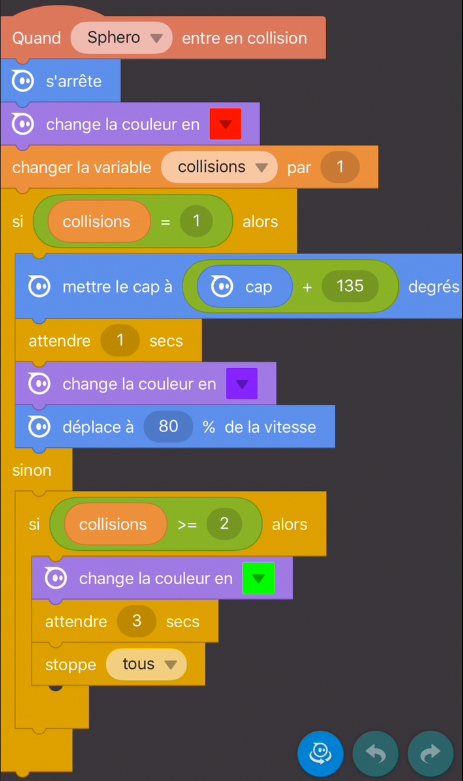 Quand Sphero entre en collision
s'arrête
change la couleur en
changer la variable collisions par 1
si collisions = 1 alors
mettre le cap à cap + 135 degrés
attendre 1 secs
change la couleur en
déplace à 80 % de la vitesse
sinon
si collisions >= 2 alors
change la couleur en
attendre 3 secs
stoppe tous